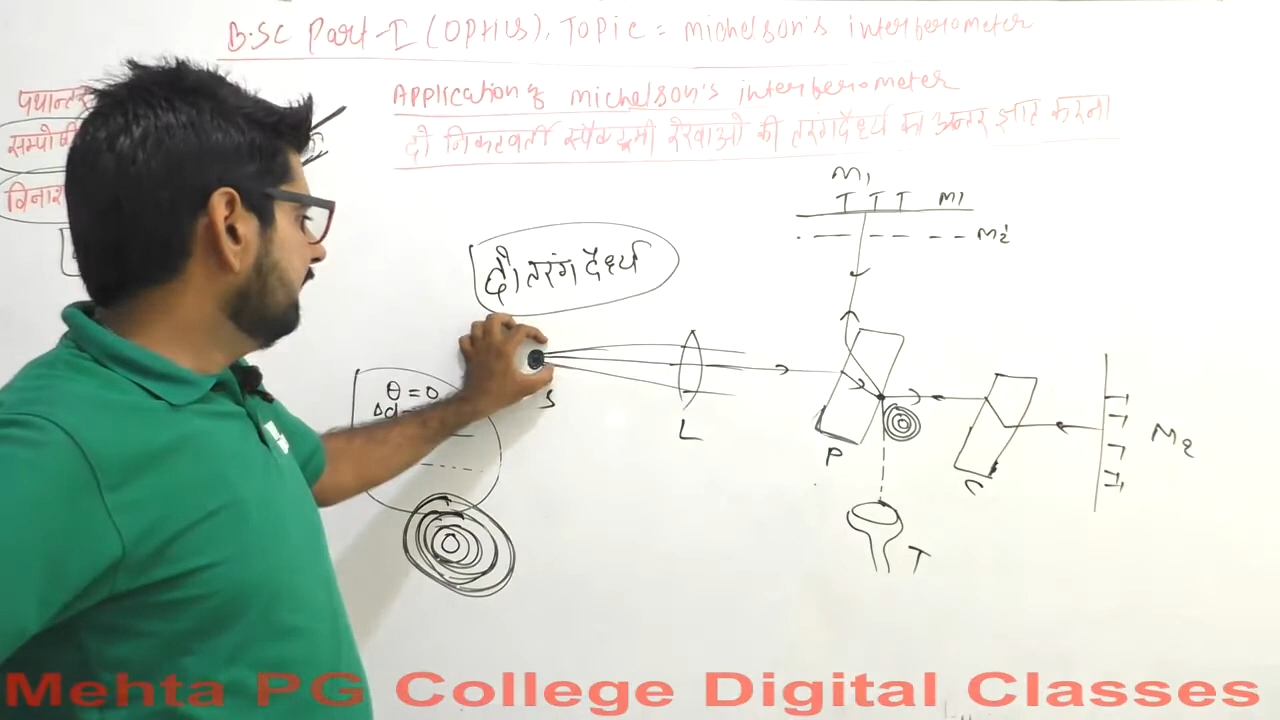 B.SC Part-I (OPTICS), TOPIC = michelson's interferometer
Application of michelson's interferometer
दो निकटवर्ती स्पैक्ट्रमी रेखाओ की तरंगदैर्ध्य का अन्तर ज्ञात करना
M1
M1
M2'
दो तरंग दैर्ध्य
θ = 0
Δd
S
L
P
C
M2
T
Mehta PG College Digital Classes